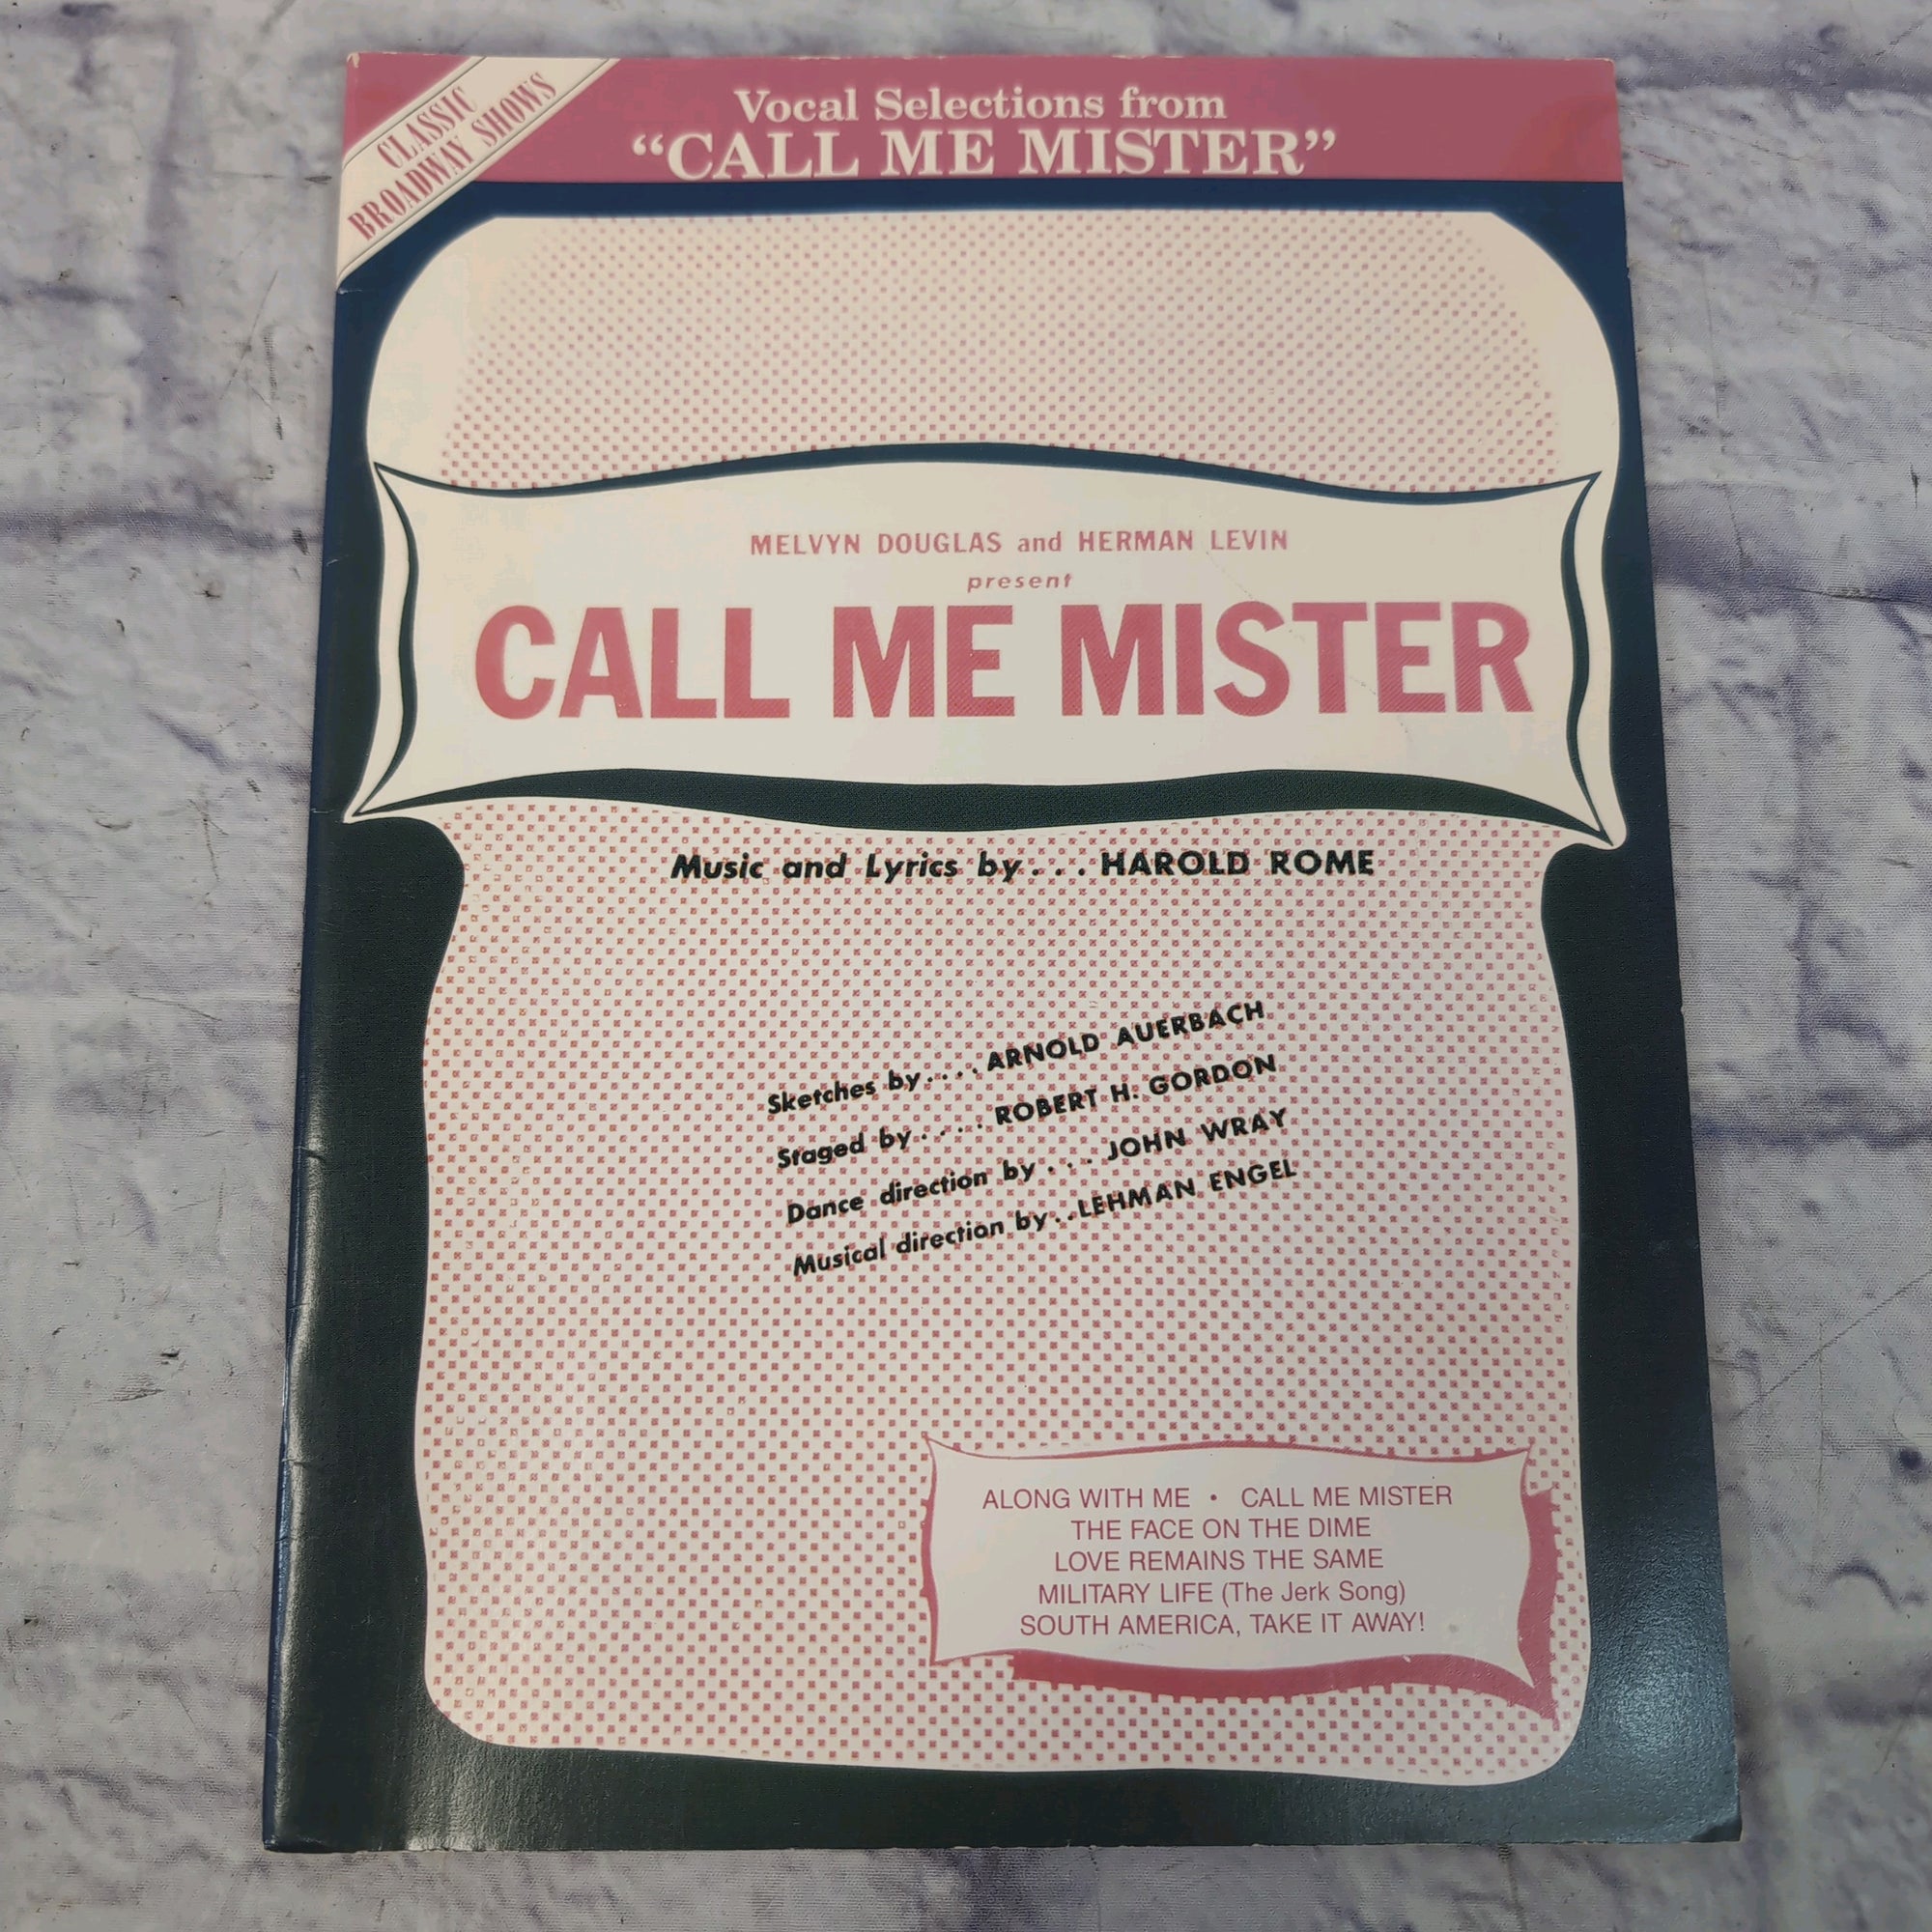 CLASSIC
BROADWAY SHOWS
Vocal Selections from
“CALL ME MISTER”
MELVYN DOUGLAS and HERMAN LEVIN
present
CALL ME MISTER
Music and Lyrics by... HAROLD ROME
Sketches by.... ARNOLD AUERBACH
Staged by.... ROBERT H. GORDON
Dance direction by... JOHN WRAY
Musical direction by..LEHMAN ENGEL
ALONG WITH ME • CALL ME MISTER
THE FACE ON THE DIME
LOVE REMAINS THE SAME
MILITARY LIFE (The Jerk Song)
SOUTH AMERICA, TAKE IT AWAY!